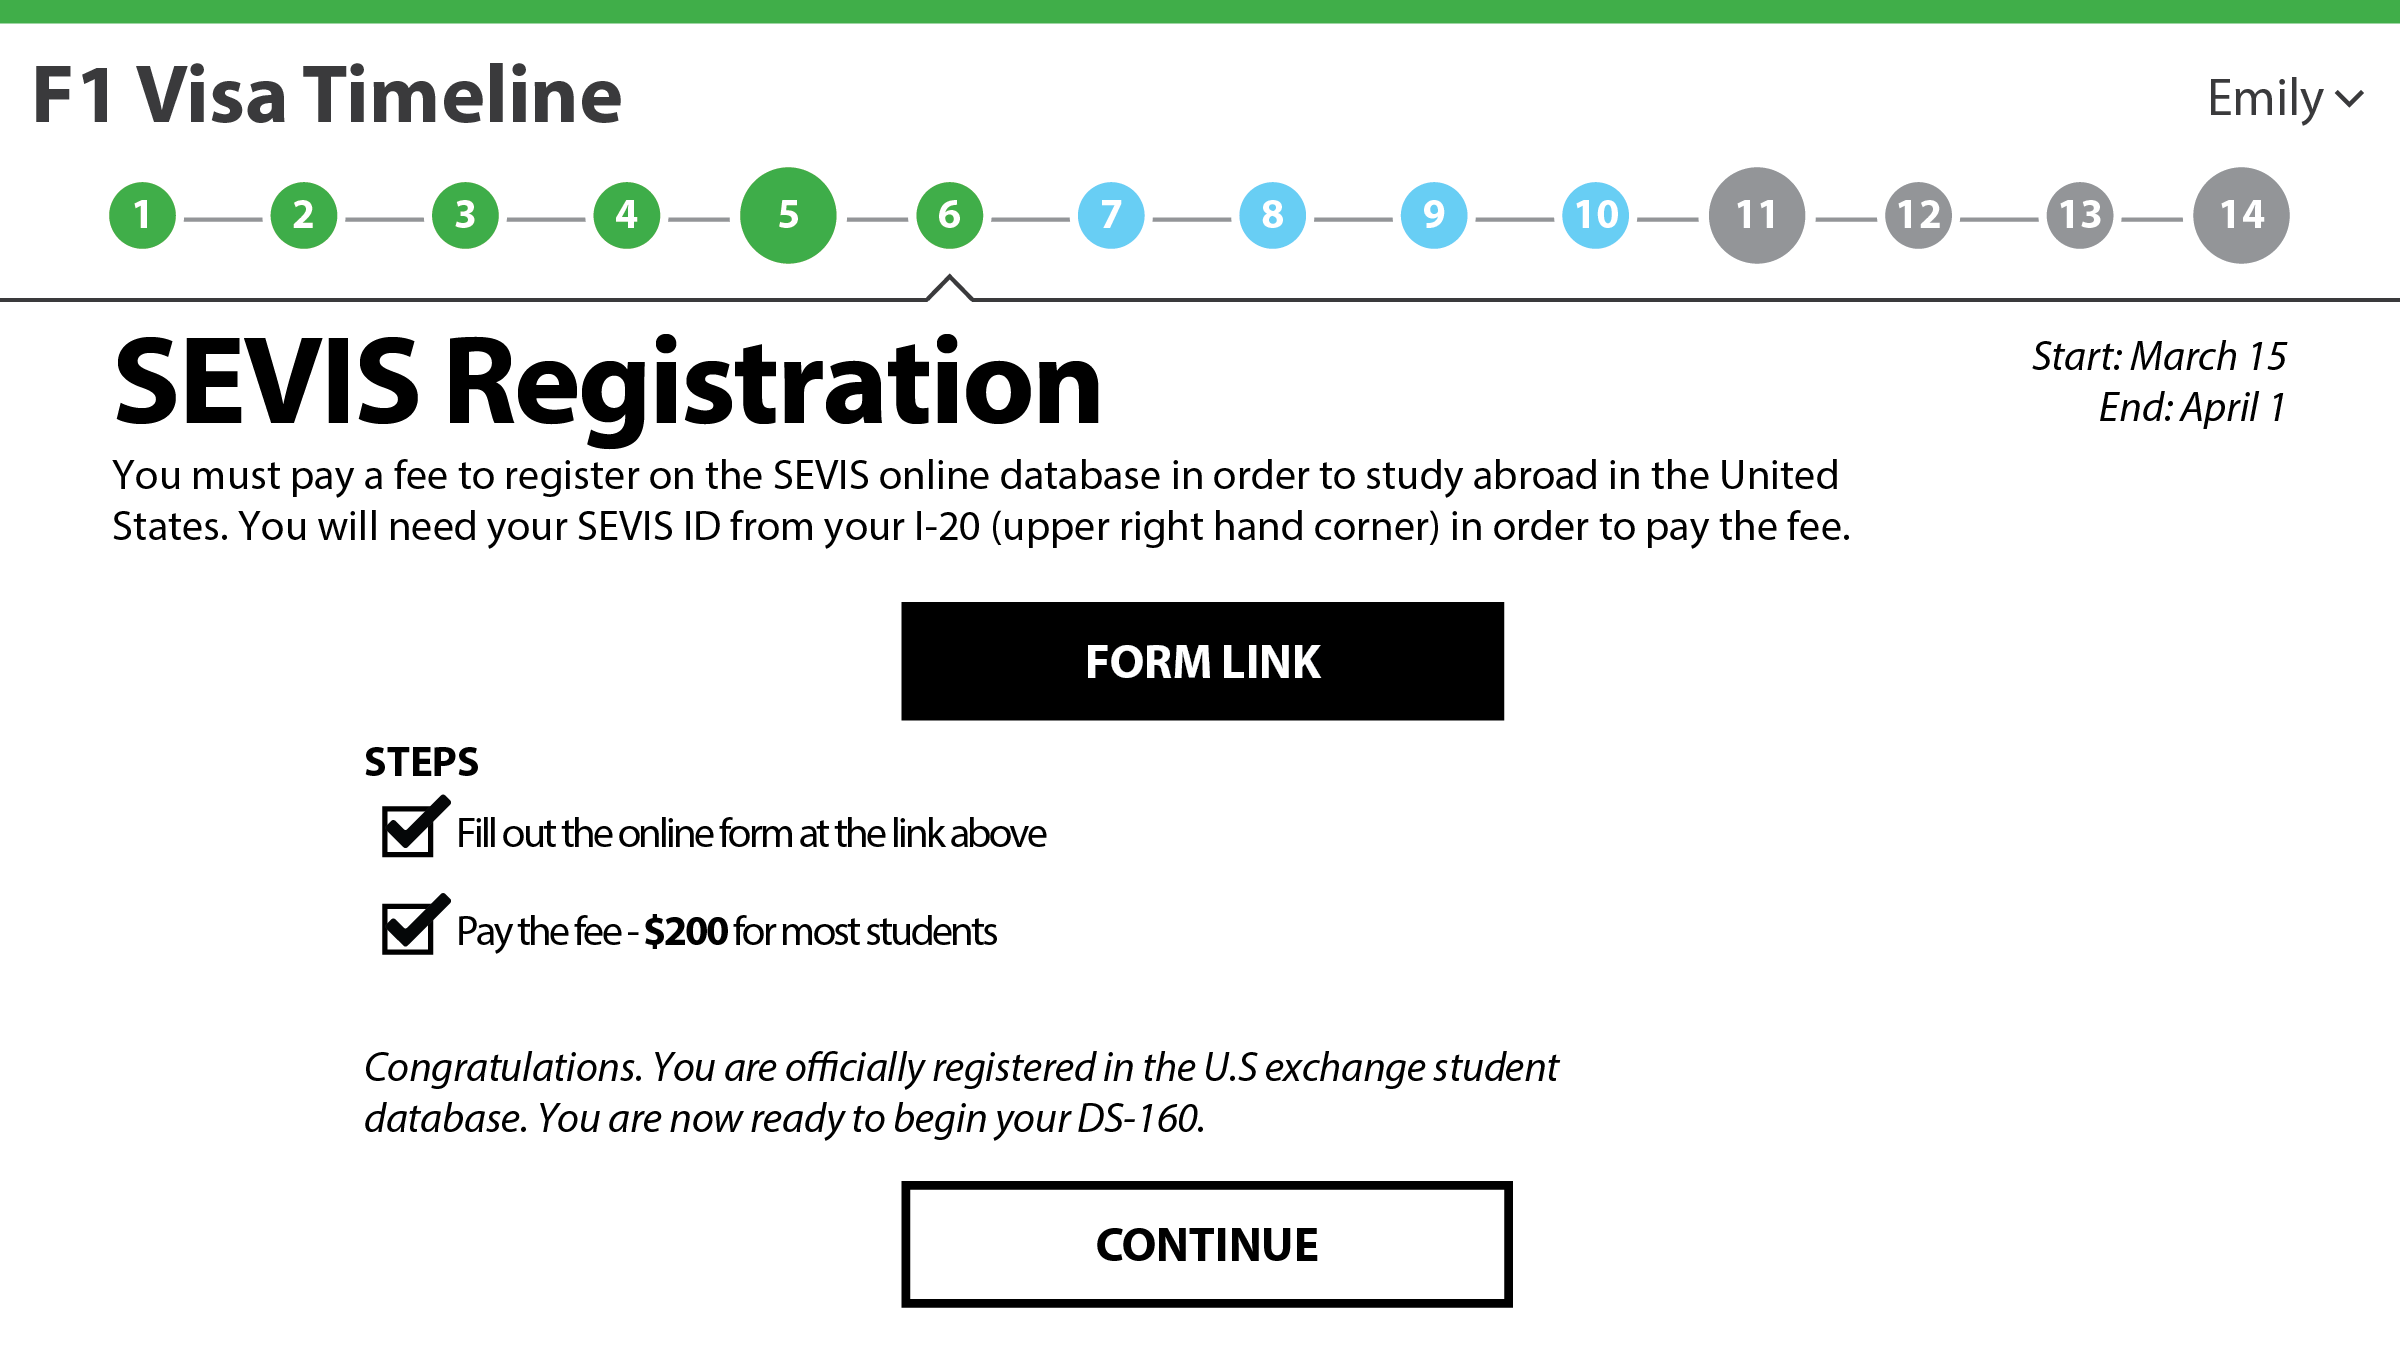 F1 Visa Timeline
Emily
1 2 3 4 5 6 7 8 9 10 11 12 13 14
SEVIS Registration
Start: March 15
End: April 1
You must pay a fee to register on the SEVIS online database in order to study abroad in the United
States. You will need your SEVIS ID from your I-20 (upper right hand corner) in order to pay the fee.
FORM LINK
STEPS
Fill out the online form at the link above
Pay the fee - $200 for most students
Congratulations. You are officially registered in the U.S exchange student
database. You are now ready to begin your DS-160.
CONTINUE